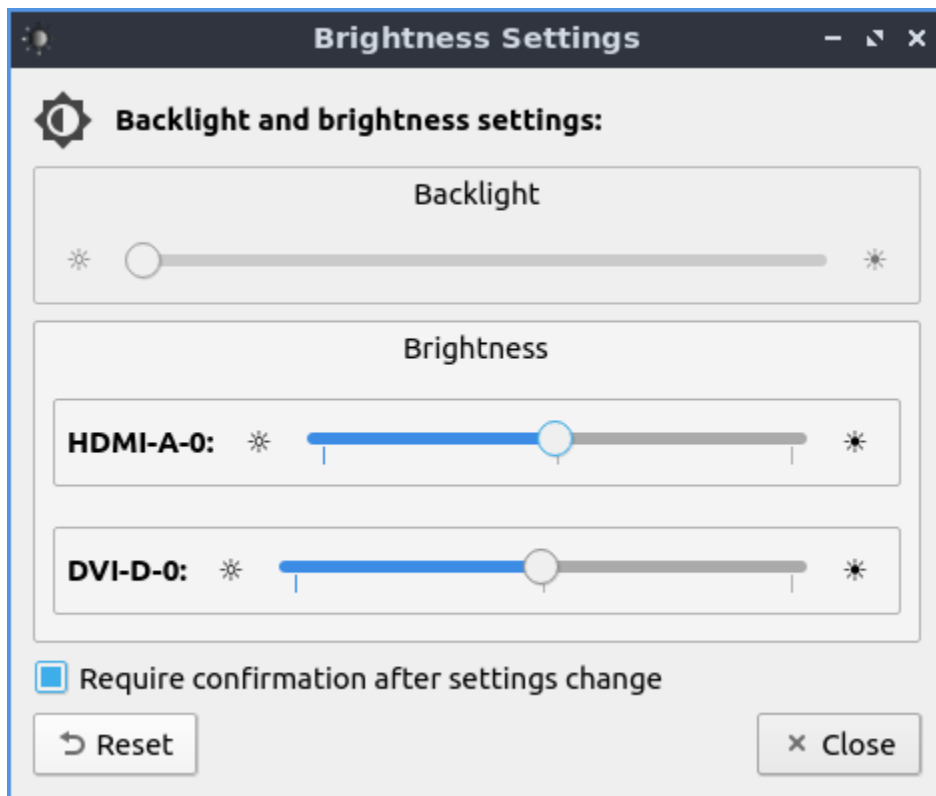 Brightness Settings
Backlight and brightness settings:
Backlight
Brightness
HDMI-A-0:
DVI-D-0:
Require confirmation after settings change
Reset
Close